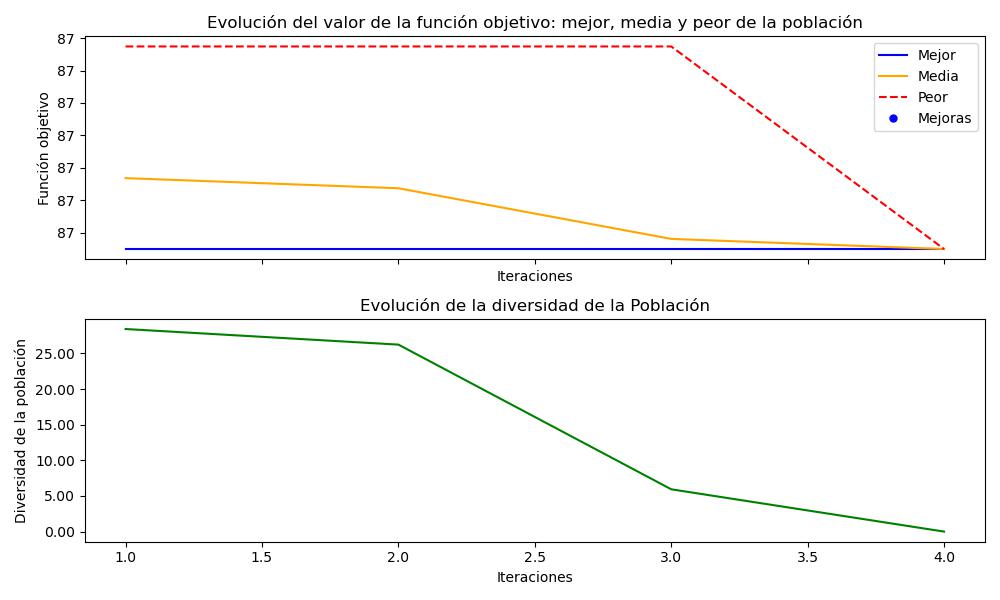 Evolución del valor de la función objetivo: mejor, media y peor de la población
87
87
87
87
87
87
87
Función objetivo
Mejor
Media
Peor
Mejoras
Iteraciones
Evolución de la diversidad de la Población
25.00
20.00
15.00
10.00
5.00
0.00
Diversidad de la población
1.0 1.5 2.0 2.5 3.0 3.5 4.0
Iteraciones